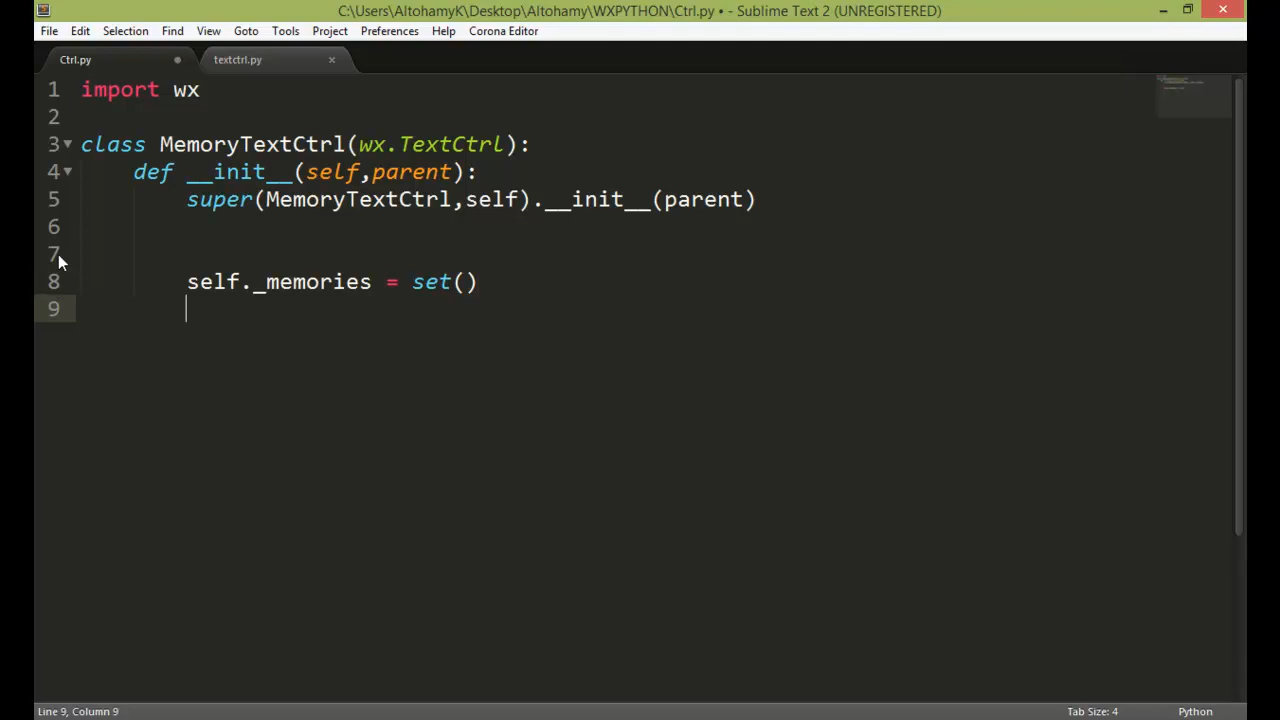 C:\Users\AltohamyK\Desktop\Altohamy\WXPYTHON\Ctrl.py • - Sublime Text 2 (UNREGISTERED)
File Edit Selection Find View Goto Tools Project Preferences Help Corona Editor
Ctrl.py textctrl.py
1 import wx
2
3 class MemoryTextCtrl(wx.TextCtrl):
4 def __init__(self,parent):
5 super(MemoryTextCtrl,self).__init__(parent)
6
7
8 self._memories = set()
9
Line 9, Column 9 Tab Size: 4 Python